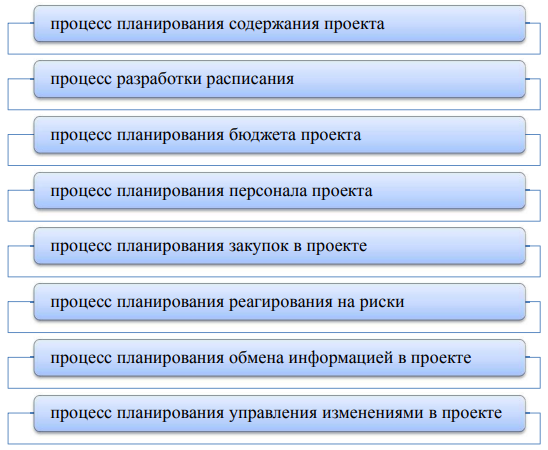 процесс планирования содержания проекта
процесс разработки расписания
процесс планирования бюджета проекта
процесс планирования персонала проекта
процесс планирования закупок в проекте
процесс планирования реагирования на риски
процесс планирования обмена информацией в проекте
процесс планирования управления изменениями в проекте